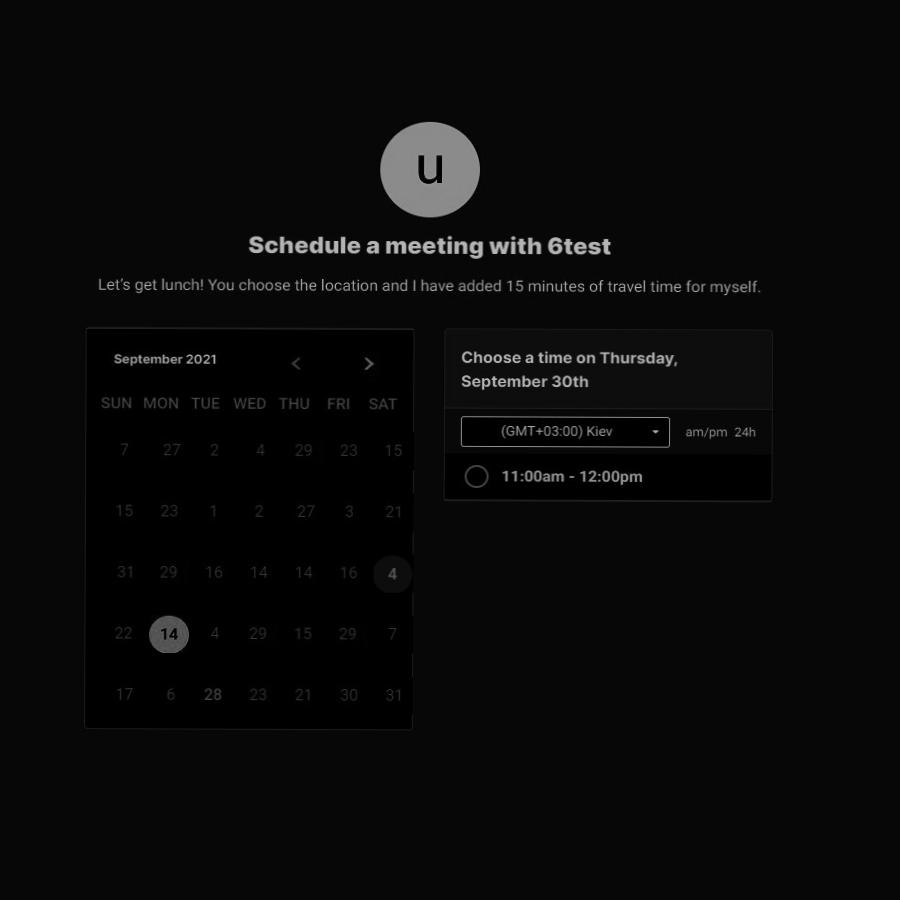 u
Schedule a meeting with 6test
Let's get lunch! You choose the location and I have added 15 minutes of travel time for myself.
September 2021
SUN MON TUE WED THU FRI SAT
7 27 2 4 29 23 15
15 23 1 2 27 3 21
31 29 16 14 14 16 4
22 14 4 29 15 29 7
17 6 28 23 21 30 31
Choose a time on Thursday,
September 30th
(GMT+03:00) Kiev
am/pm 24h
11:00am - 12:00pm